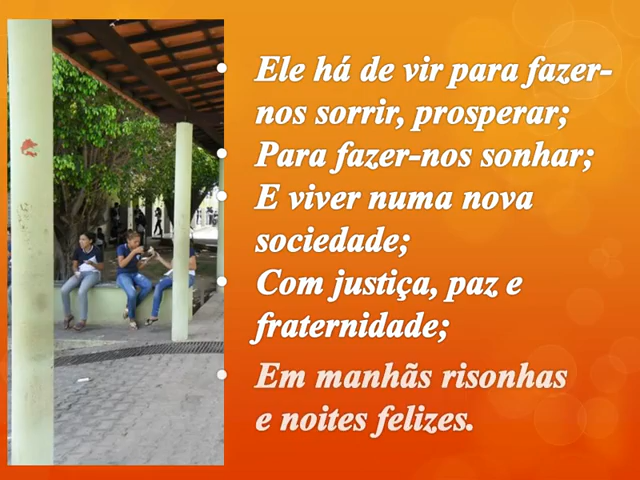 • Ele há de vir para fazer-
nos sorrir, prosperar;
• Para fazer-nos sonhar;
• E viver numa nova
sociedade;
• Com justiça, paz e
fraternidade;
• Em manhãs risonhas
e noites felizes.